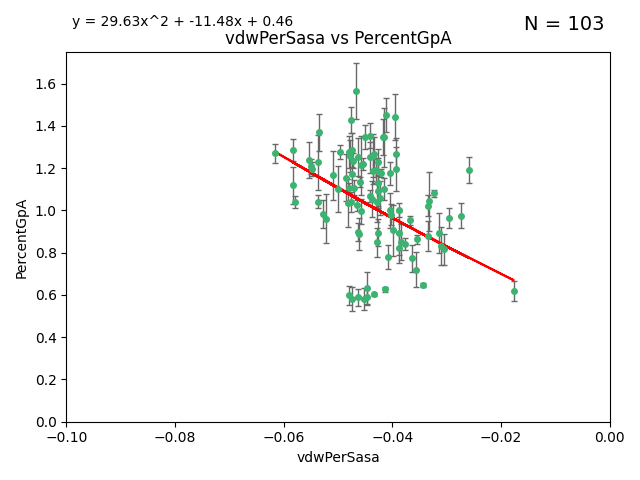 y = 29.63x^2 + -11.48x + 0.46
N = 103
vdwPerSasa vs PercentGpA
1.6
1.4
1.2
1.0
0.8
0.6
0.4
0.2
0.0
PercentGpA
−0.10 −0.08 −0.06 −0.04 −0.02 0.00
vdwPerSasa